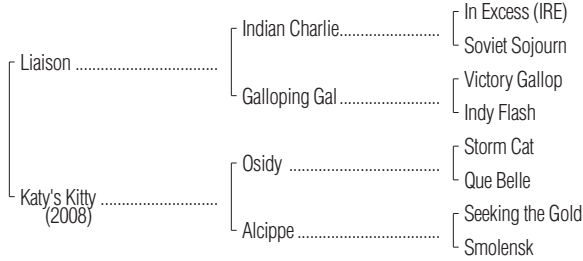 In Excess (IRE)
Indian Charlie
Soviet Sojourn
Liaison
Victory Gallop
Galloping Gal
Indy Flash
Storm Cat
Osidy
Que Belle
Katy's Kitty
(2008)
Seeking the Gold
Alcippe
Smolensk